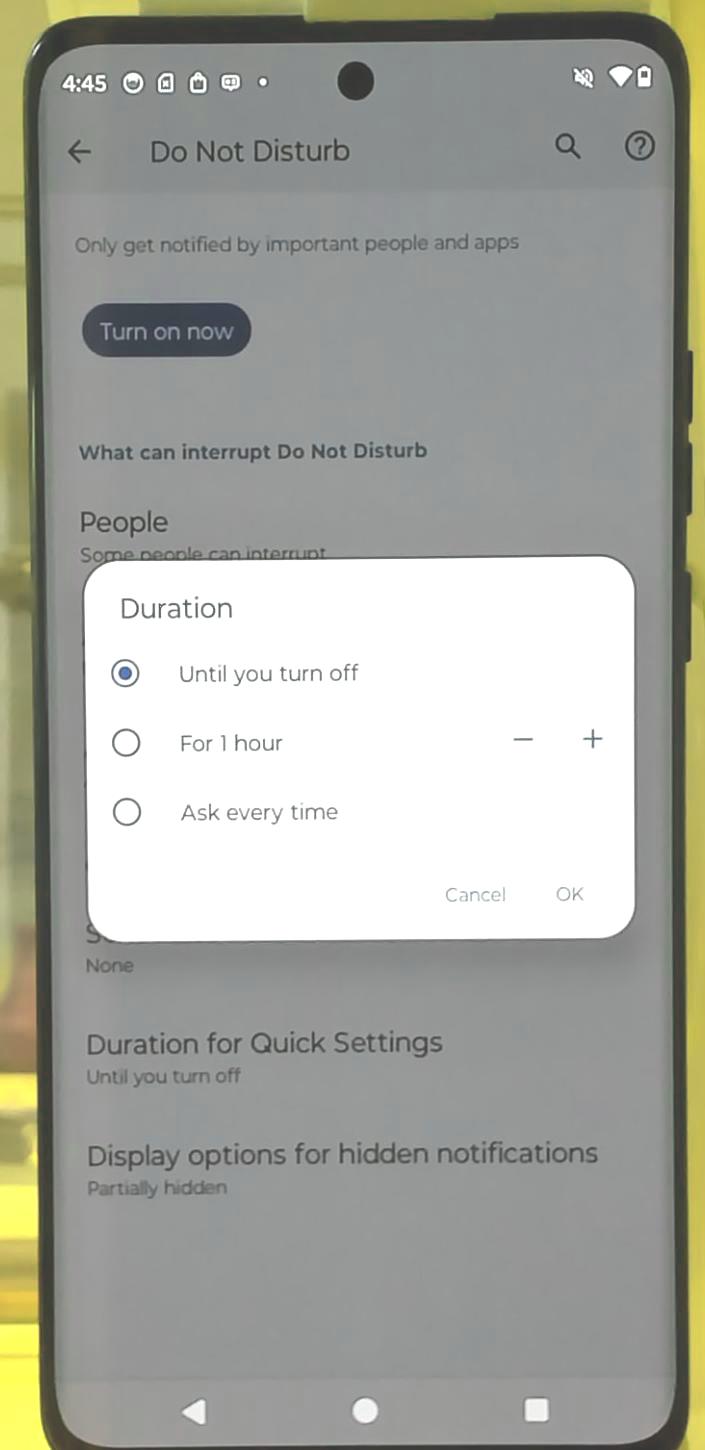 4:45
Do Not Disturb
Only get notified by important people and apps
Turn on now
What can interrupt Do Not Disturb
People
Some people can interrupt
Duration
Until you turn off
For 1 hour
Ask every time
Cancel OK
None
Duration for Quick Settings
Until you turn off
Display options for hidden notifications
Partially hidden